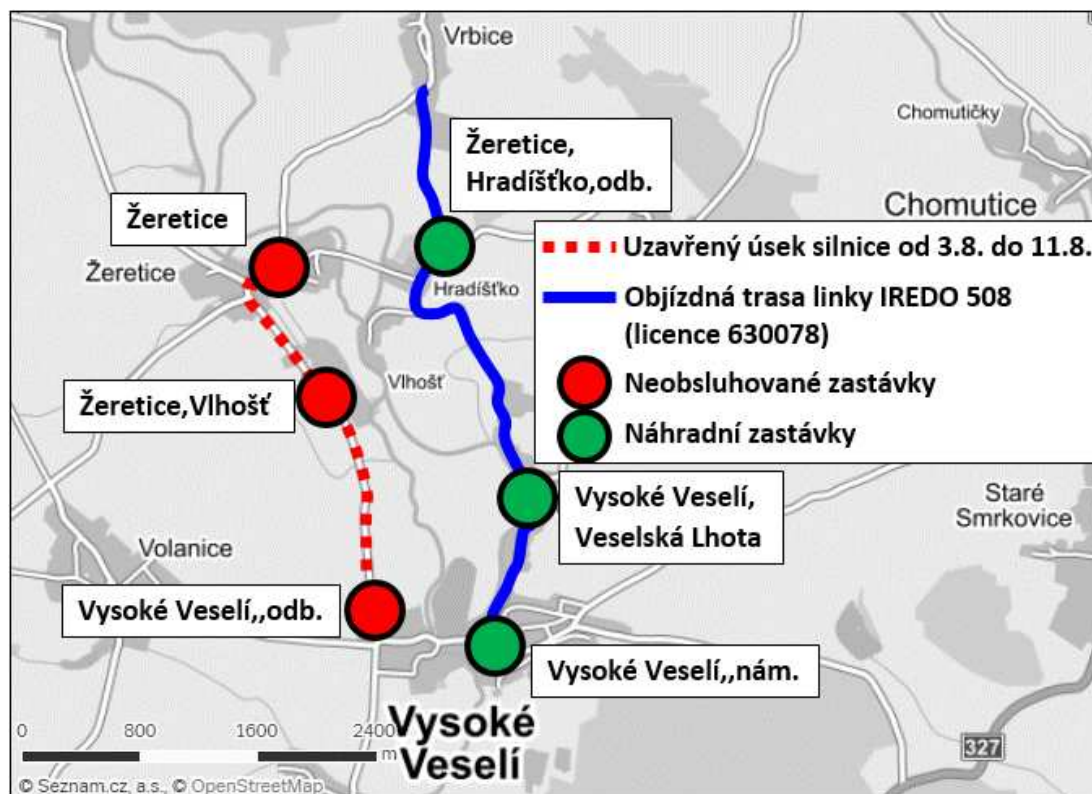 Vrbice
Chomutičky
Žeretice,
Hradíšťko,odb.
Chomutice
Žeretice
Uzavřený úsek silnice od 3.8. do 11.8.
Žeretice
Hradíšťko
Objízdná trasa linky IREDO 508
(licence 630078)
Vlhošť
Neobsluhované zastávky
Žeretice,Vlhošť
Náhradní zastávky
Vysoké Veselí,
Veselská Lhota
Staré
Smrkovice
Volanice
Vysoké Veselí,,odb.
Vysoké Veselí,,nám.
Vysoké
Veselí
0 800 1600 2400
m
327
© Seznam.cz, a.s., © OpenStreetMap